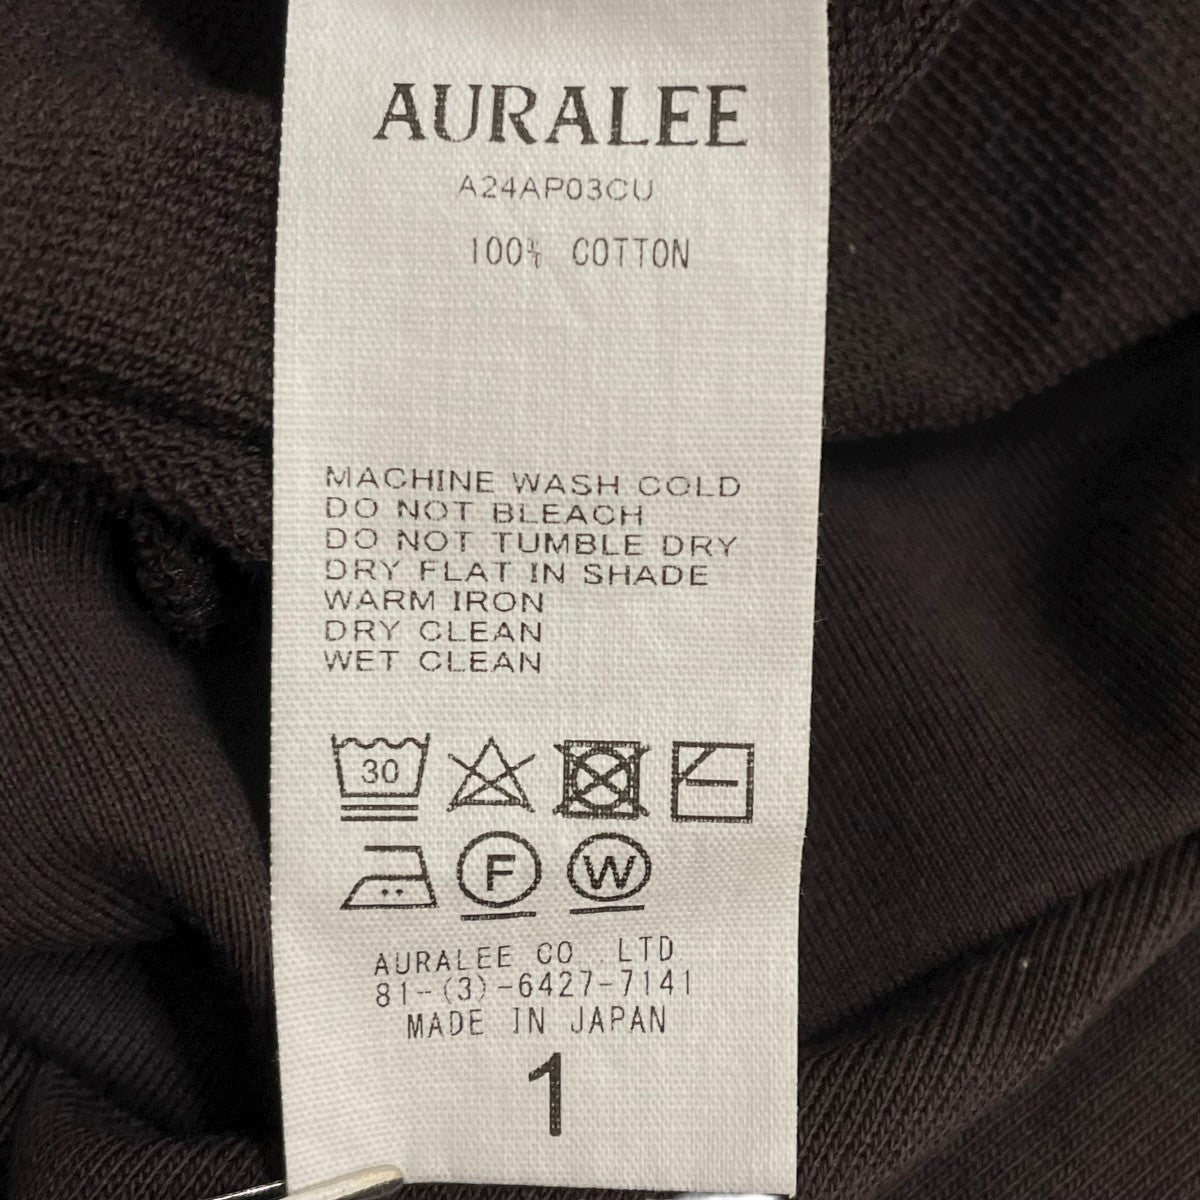 AURALEE
A24AP03CU
100% COTTON
MACHINE WASH COLD
DO NOT BLEACH
DO NOT TUMBLE DRY
DRY FLAT IN SHADE
WARM IRON
DRY CLEAN
WET CLEAN
30
F W
AURALEE CO .LTD
81-(3)-6427-7141
MADE IN JAPAN
1